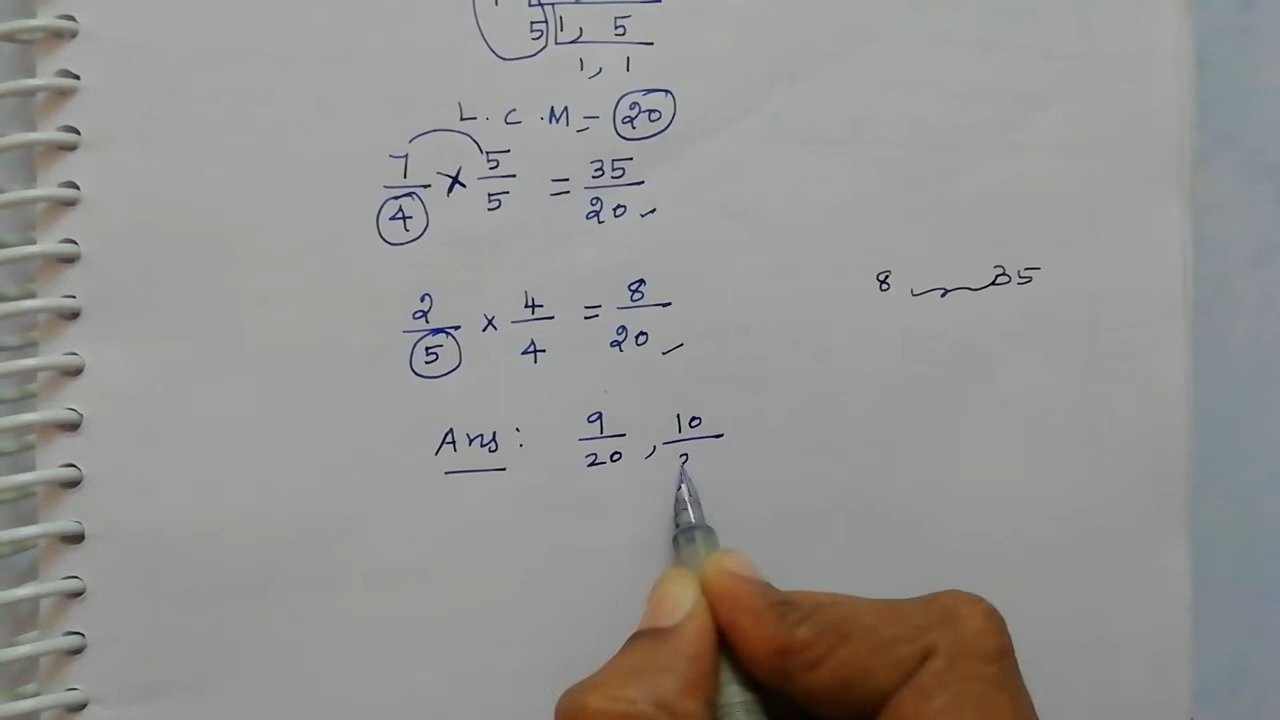 5 1, 5
1, 1
L.C.M = 20
7/4 × 5/5 = 35/20
8 35
2/5 × 4/4 = 8/20
Ans: 9/20, 10/2